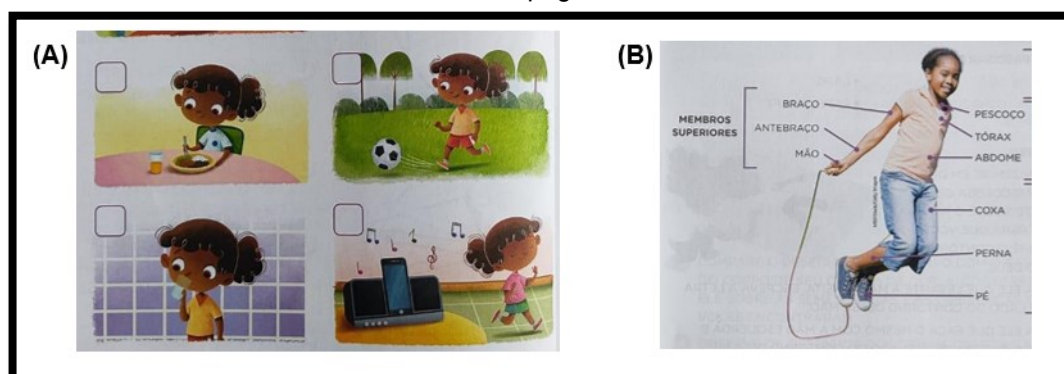 (A)
(B)
MEMBROS
SUPERIORES
BRAÇO
ANTEBRAÇO
MÃO
PESCOÇO
TÓRAX
ABDOME
COXA
PERNA
PÉ